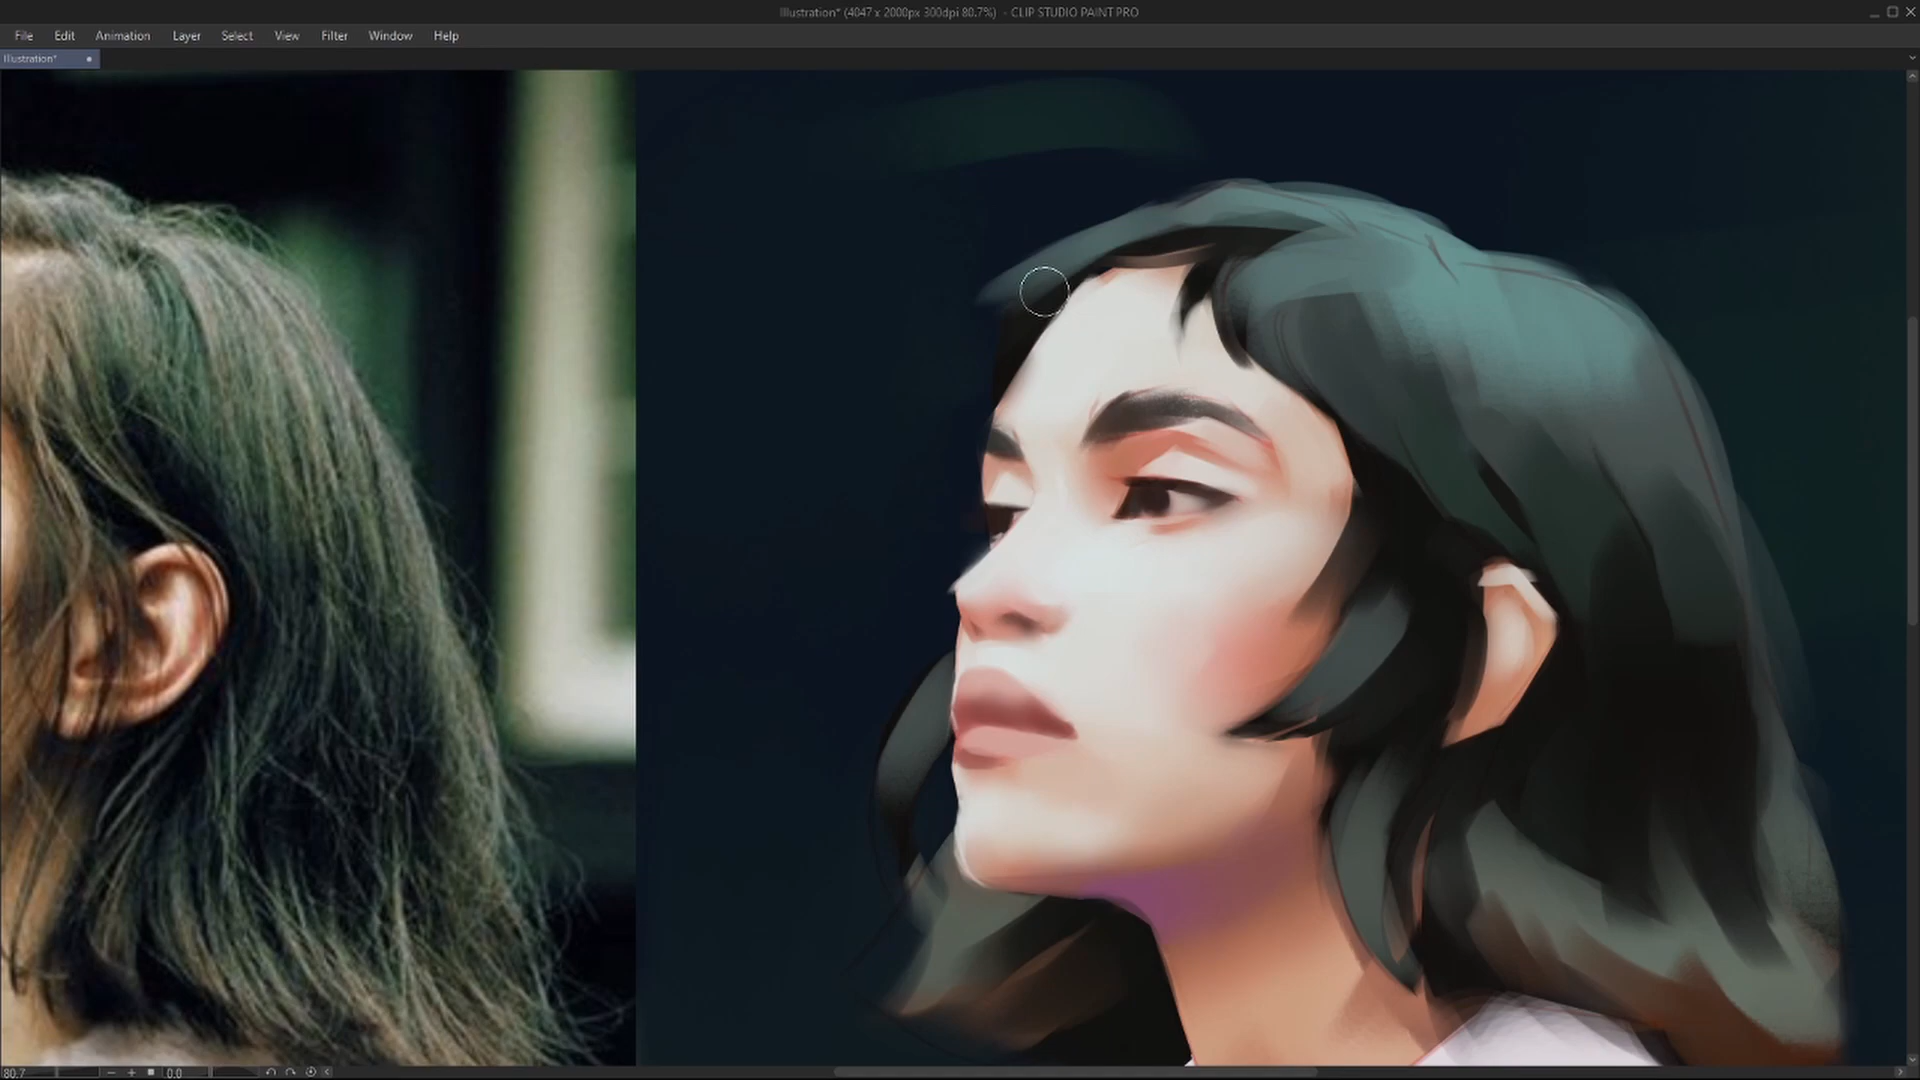 Illustration* (4047 x 2000px 300dpi 80.7%) - CLIP STUDIO PAINT PRO
File Edit Animation Layer Select View Filter Window Help
Illustration*
80.7 0.0